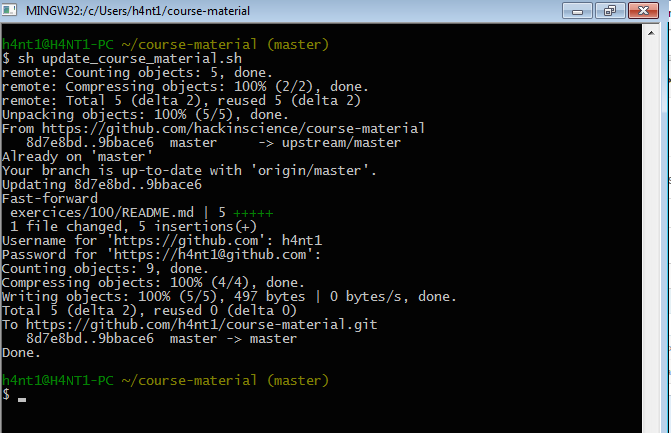 MINGW32:/c/Users/h4nt1/course-material
h4nt1@H4NT1-PC ~/course-material (master)
$ sh update_course_material.sh
remote: Counting objects: 5, done.
remote: Compressing objects: 100% (2/2), done.
remote: Total 5 (delta 2), reused 5 (delta 2)
Unpacking objects: 100% (5/5), done.
From https://github.com/hackinscience/course-material
   8d7e8bd..9bbace6  master     -> upstream/master
Already on 'master'
Your branch is up-to-date with 'origin/master'.
Updating 8d7e8bd..9bbace6
Fast-forward
 exercices/100/README.md | 5 +++++
 1 file changed, 5 insertions(+)
Username for 'https://github.com': h4nt1
Password for 'https://h4nt1@github.com':
Counting objects: 9, done.
Compressing objects: 100% (4/4), done.
Writing objects: 100% (5/5), 497 bytes | 0 bytes/s, done.
Total 5 (delta 2), reused 0 (delta 0)
To https://github.com/h4nt1/course-material.git
   8d7e8bd..9bbace6  master -> master
Done.
h4nt1@H4NT1-PC ~/course-material (master)
$